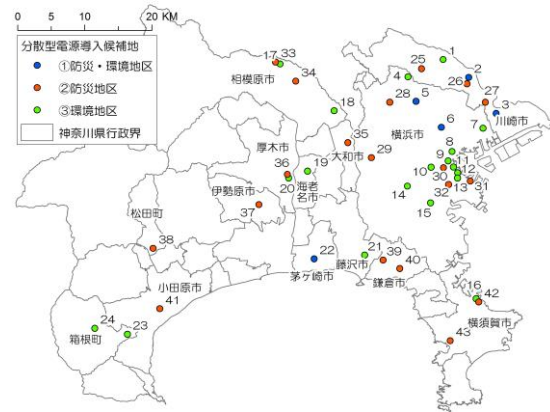 0 10 20 KM
分散型電源導入候補地
①防災・環境地区
②防災地区
③環境地区
神奈川県行政界
17
33
34
相模原市
18
4
25
1
2
26
27
3
28
5
川崎市
横浜市
6
7
35
大和市
29
厚木市
36
20
19
海老
名市
8
9
11
10
12
30
13
31
32
14
15
伊勢原市
37
松田町
38
22
茅ヶ崎市
21
藤沢市
39
40
鎌倉市
小田原市
41
24
23
箱根町
16
42
横須賀市
43